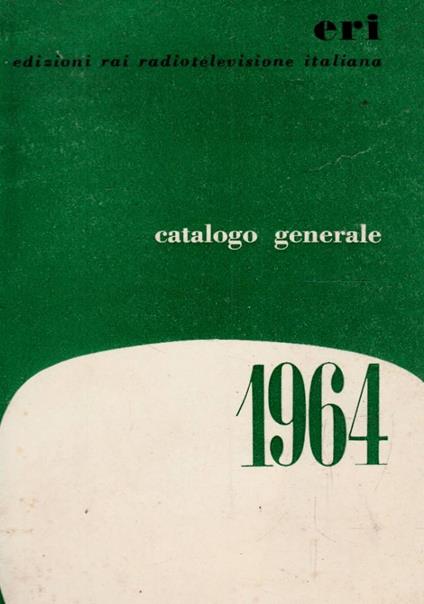 eri
edizioni rai radiotelevisione italiana
catalogo generale
1964